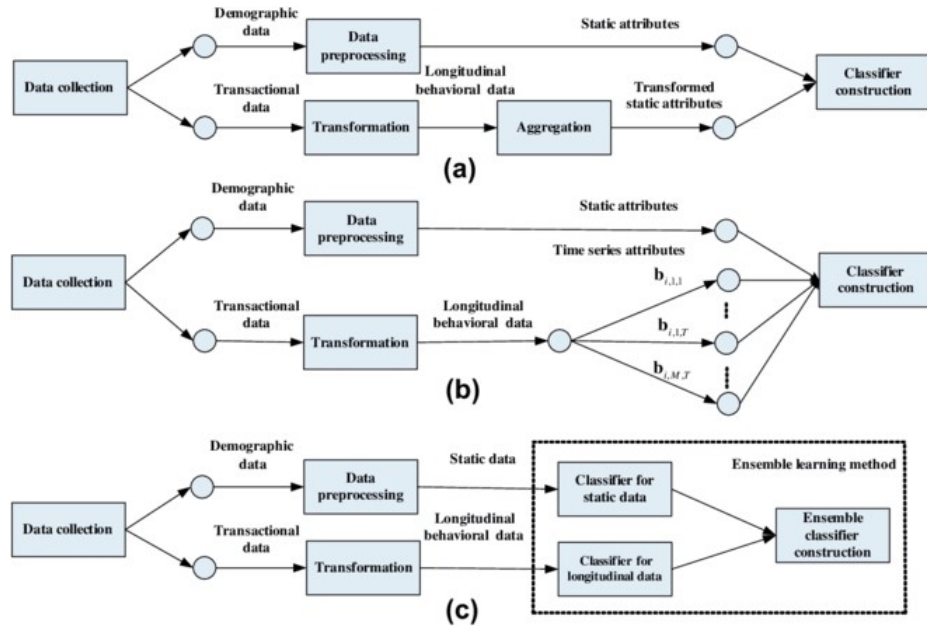 Demographic
data
Static attributes
Data
preprocessing
Data collection
Transactional
data
Longitudinal
behavioral data
Transformed
static attributes
Classifier
construction
Transformation
Aggregation
(a)
Demographic
data
Static attributes
Data
preprocessing
Time series attributes
Data collection
Transactional
data
Longitudinal
behavioral data
Transformation
b i,1,1
b i,1,T
b i,M,T
Classifier
construction
(b)
Demographic
data
Static data
Ensemble learning method
Data
preprocessing
Classifier for
static data
Data collection
Transactional
data
Longitudinal
behavioral data
Ensemble
classifier
construction
Transformation
Classifier for
longitudinal data
(c)